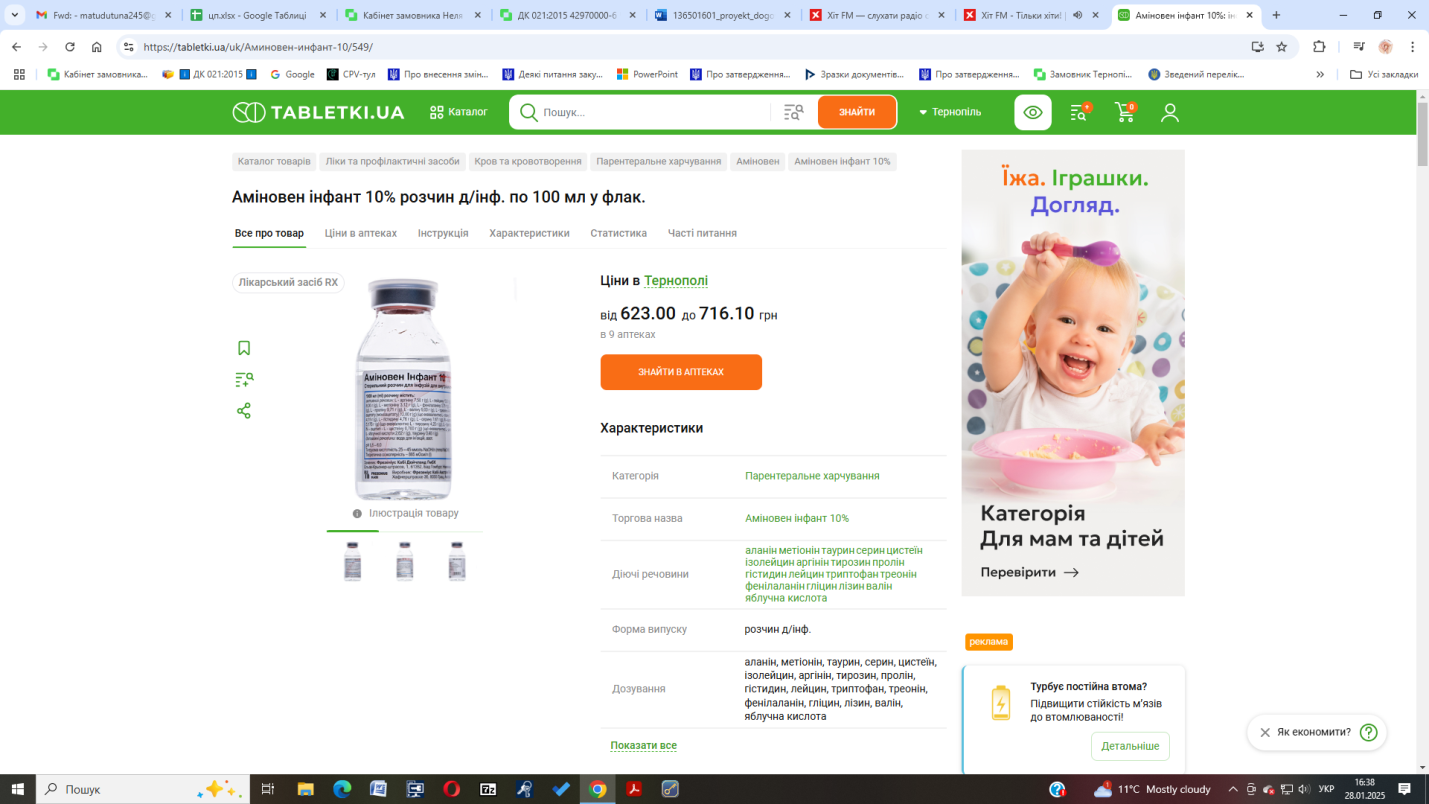 Fwd: - matudutuna245@g
цп.xlsx - Google Таблиці
Кабінет замовника Неля
ДК 021:2015 42970000-6
136501601_proyekt_dogo
Хіт FM — слухати радіо с
Хіт FM - Тільки хіти!
Аміновен інфант 10%: ін
https://tabletki.ua/uk/Аминовен-инфант-10/549/
Кабінет замовника...
ДК 021:2015
Google
CPV-тул
Про внесення змін...
Деякі питання заку...
PowerPoint
Про затвердження...
Зразки документів...
Про затвердження...
Замовник Тернопі...
Зведений перелік...
Усі закладки
TABLETKI.UA
Каталог
Пошук...
ЗНАЙТИ
Тернопіль
0
Каталог товарів
Ліки та профілактичні засоби
Кров та кровотворення
Парентеральне харчування
Аміновен
Аміновен інфант 10%
Аміновен інфант 10% розчин д/інф. по 100 мл у флак.
Все про товар
Ціни в аптеках
Інструкція
Характеристики
Статистика
Часті питання
Лікарський засіб RX
Аміновен Інфант 10
Ілюстрація товару
Ціни в Тернополі
від 623.00 до 716.10 грн
в 9 аптеках
ЗНАЙТИ В АПТЕКАХ
Характеристики
Категорія
Парентеральне харчування
Торгова назва
Аміновен інфант 10%
Діючі речовини
аланін метіонін таурин серин цистеїн
ізолейцин аргінін тирозин пролін
гістидин лейцин триптофан треонін
фенілаланін гліцин лізин валін
яблучна кислота
Форма випуску
розчин д/інф.
Дозування
аланін, метіонін, таурин, серин, цистеїн,
ізолейцин, аргінін, тирозин, пролін,
гістидин, лейцин, триптофан, треонін,
фенілаланін, гліцин, лізин, валін,
яблучна кислота
Показати все
Їжа. Іграшки.
Догляд.
Категорія
Для мам та дітей
Перевірити
реклама
Турбує постійна втома?
Підвищити стійкість м'язів
до втомлюваності!
Детальніше
Як економити?
Пошук
11°C Mostly cloudy
УКР
16:38
28.01.2025